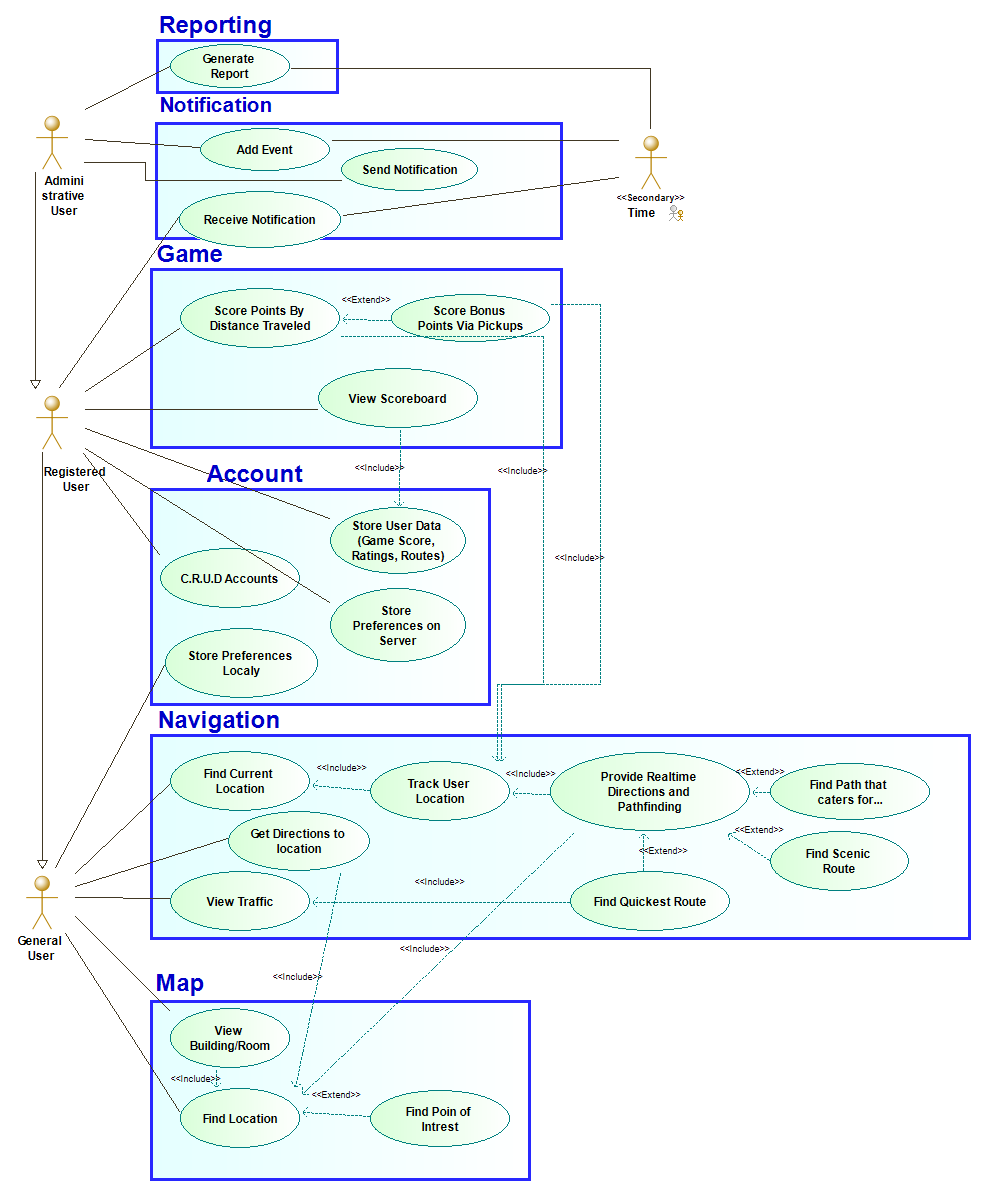 Reporting
Generate
Report
Notification
Add Event
Send Notification
Receive Notification
Admini
strative
User
<<Secondary>>
Time
Game
Score Points By
Distance Traveled
<<Extend>>
Score Bonus
Points Via Pickups
View Scoreboard
<<Include>>
<<Include>>
Registered
User
Account
Store User Data
(Game Score,
Ratings, Routes)
<<Include>>
C.R.U.D Accounts
Store
Preferences on
Server
Store Preferences
Localy
Navigation
Find Current
Location
<<Include>>
Track User
Location
<<Include>>
Provide Realtime
Directions and
Pathfinding
<<Extend>>
Find Path that
caters for...
Get Directions to
location
<<Extend>>
<<Extend>>
Find Scenic
Route
View Traffic
<<Include>>
Find Quickest Route
General
User
<<Include>>
<<Include>>
Map
View
Building/Room
<<Include>>
<<Extend>>
Find Location
Find Poin of
Intrest